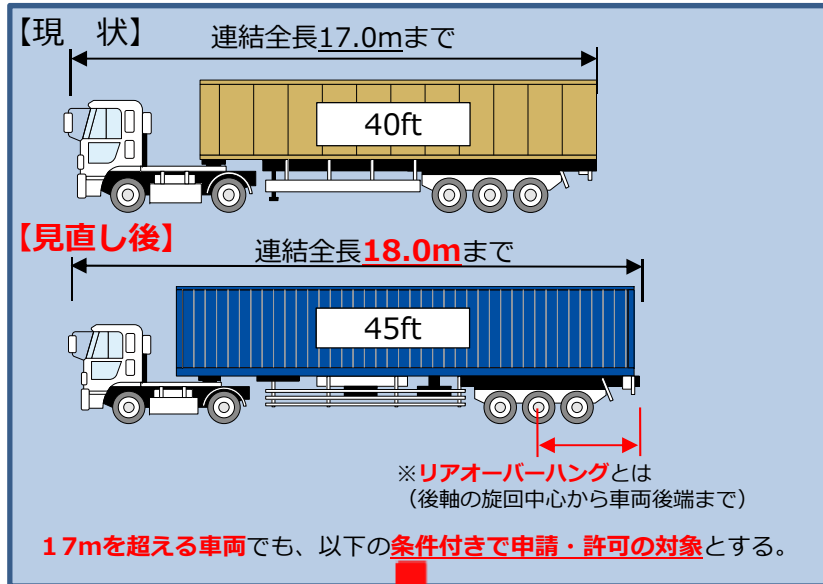 【現　状】
連結全長17.0mまで
40ft
【見直し後】
連結全長18.0mまで
45ft
※リアオーバーハングとは
（後軸の旋回中心から車両後端まで）
１7mを超える車両でも、以下の条件付きで申請・許可の対象とする。